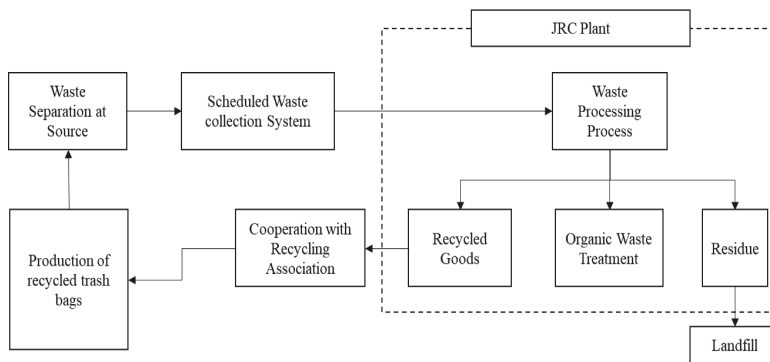 JRC Plant
Waste
Separation at
Source
Scheduled Waste
collection System
Waste
Processing
Process
Production of
recycled trash
bags
Cooperation with
Recycling
Association
Recycled
Goods
Organic Waste
Treatment
Residue
Landfill